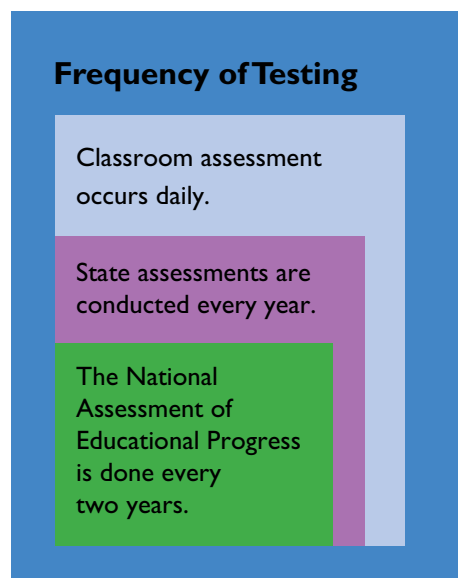 Frequency of Testing
Classroom assessment
occurs daily.
State assessments are
conducted every year.
The National
Assessment of
Educational Progress
is done every
two years.